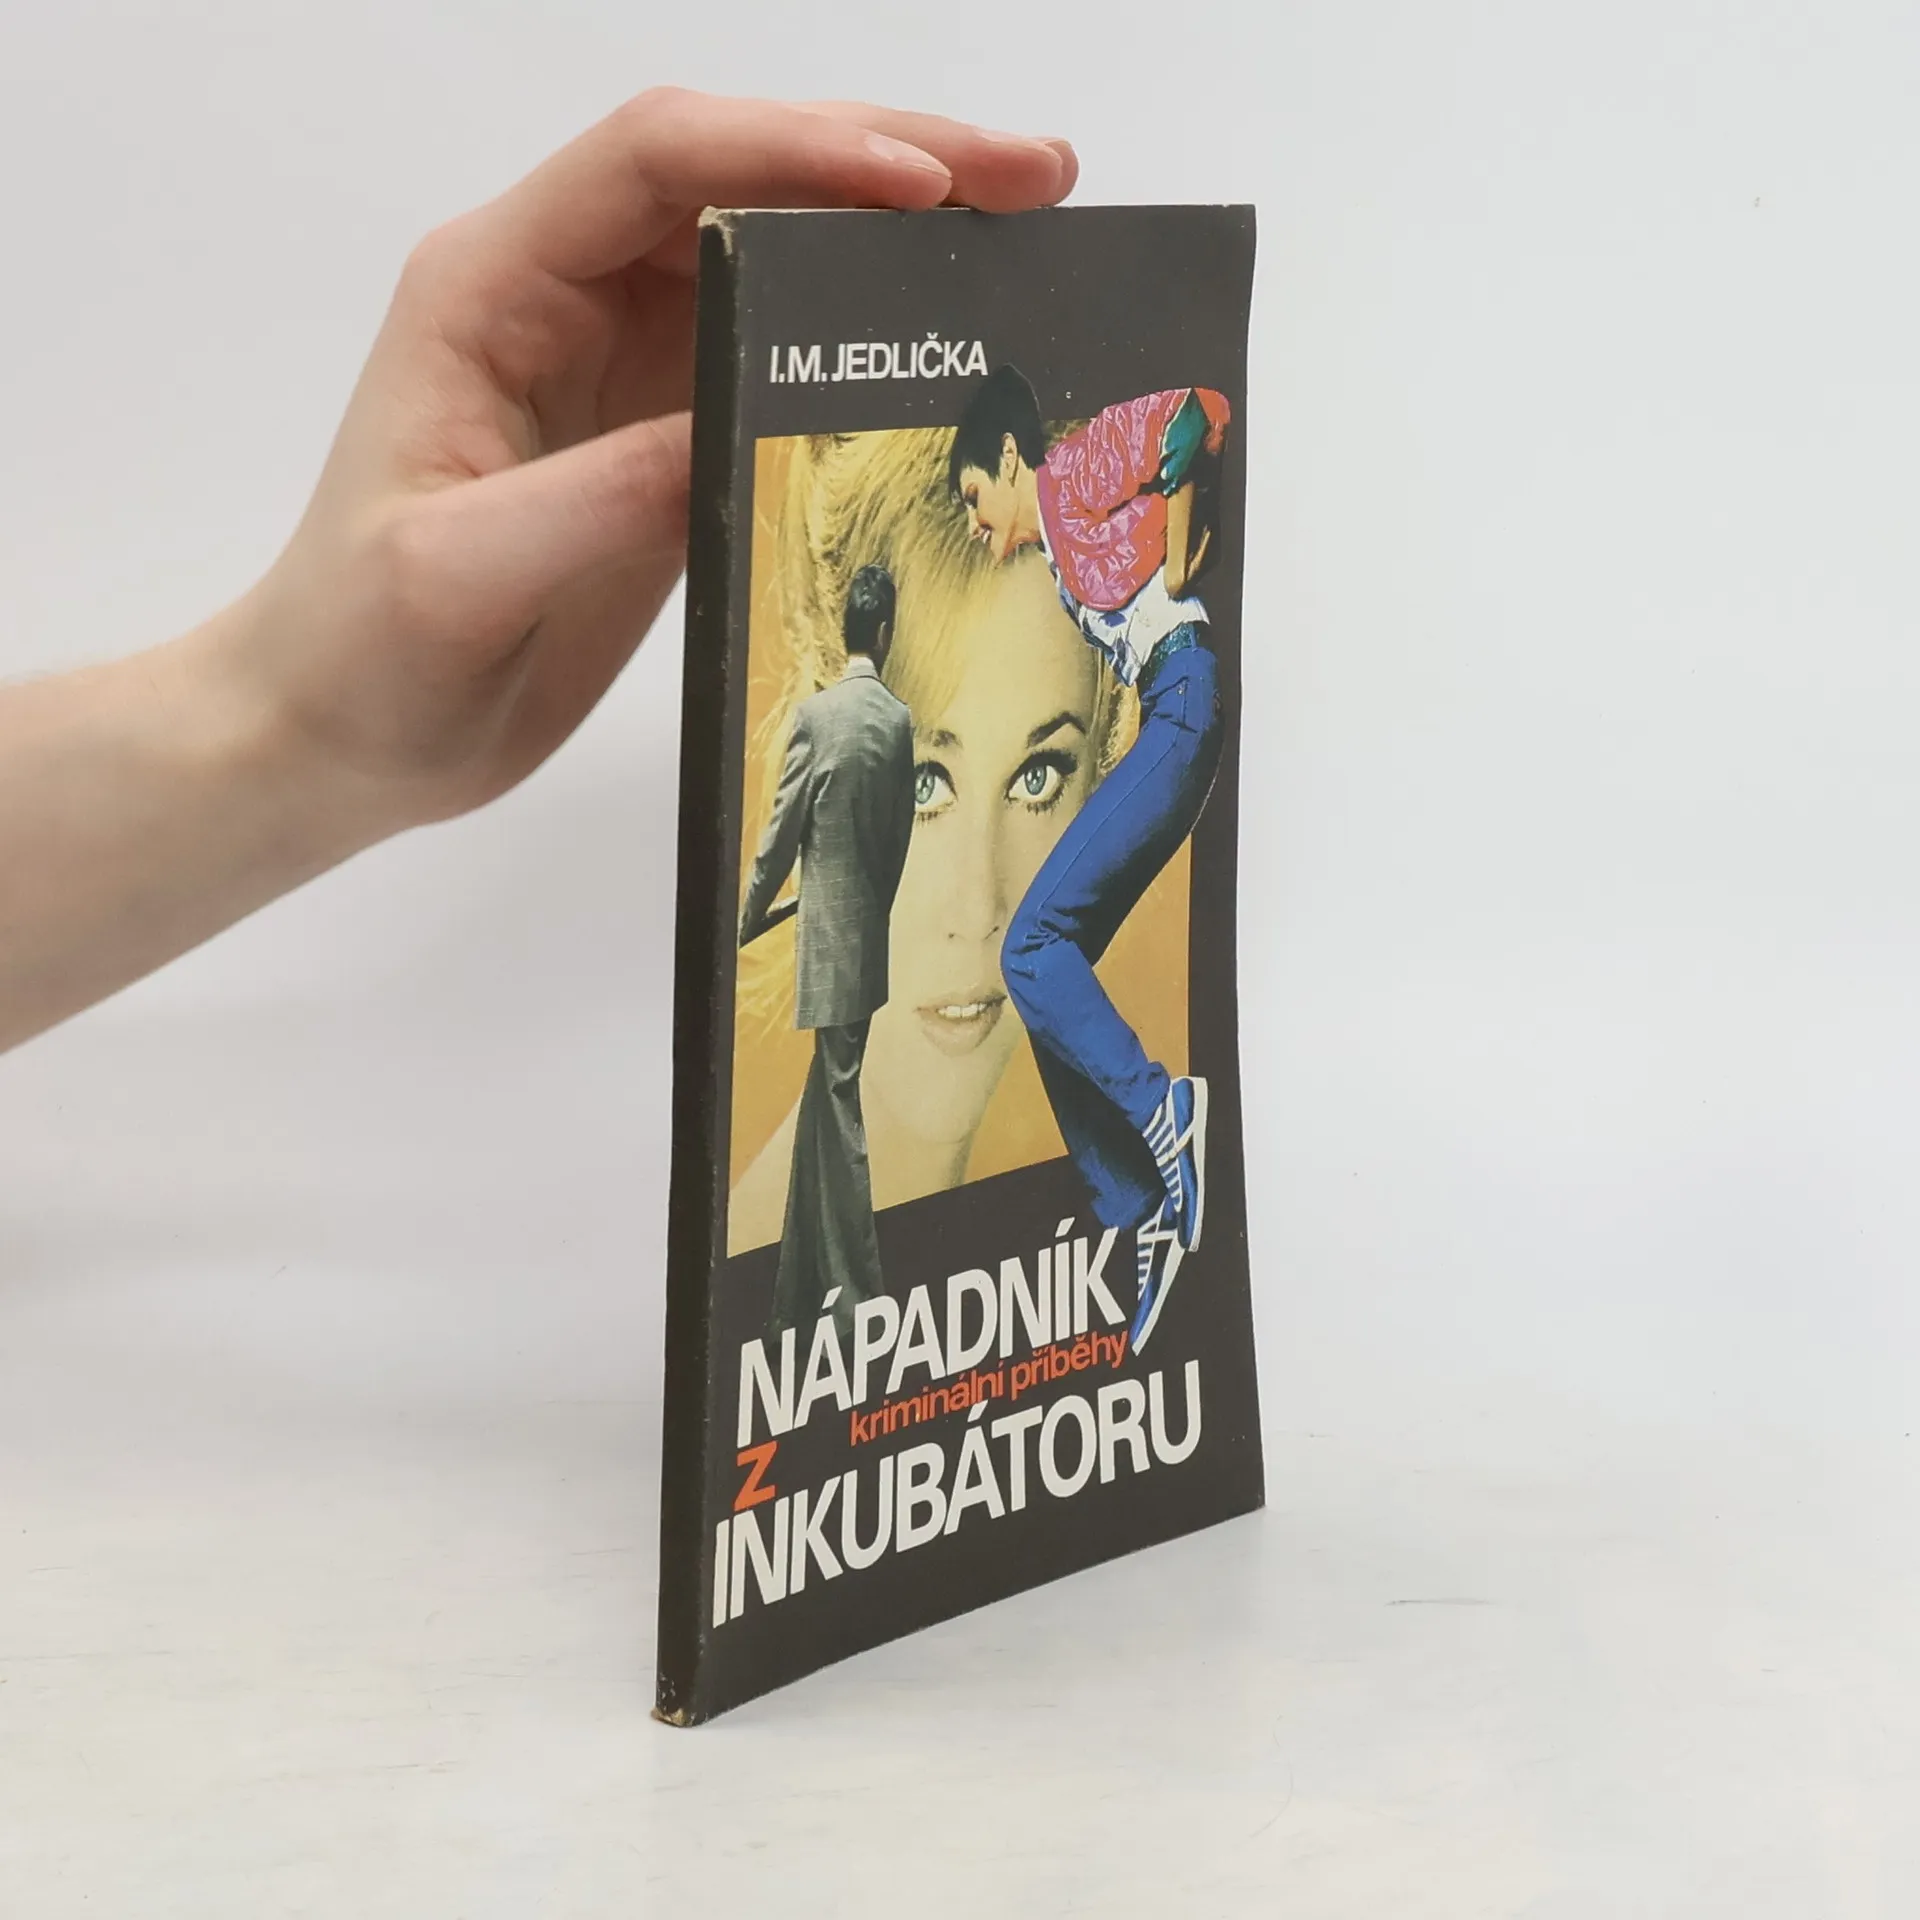 I.M. JEDLIČKA
NÁPADNÍK
kriminální příběhy
Z
INKUBÁTORU